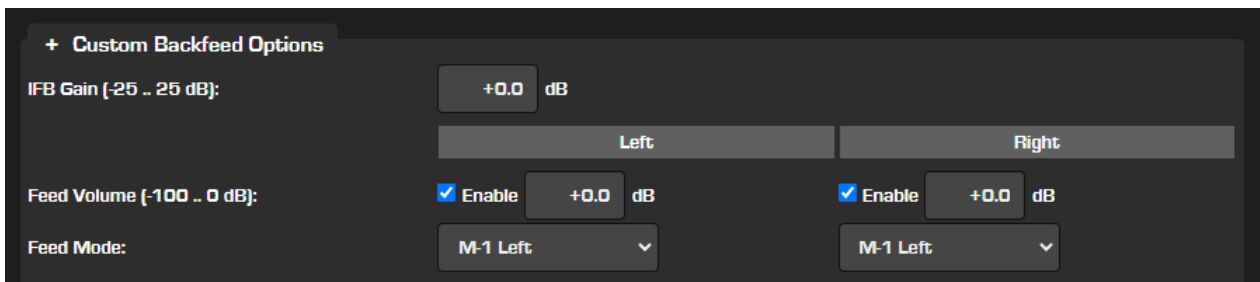 + Custom Backfeed Options
IFB Gain (-25 .. 25 dB): +0.0 dB
Left Right
Feed Volume (-100 .. 0 dB): Enable +0.0 dB Enable +0.0 dB
Feed Mode: M-1 Left M-1 Left